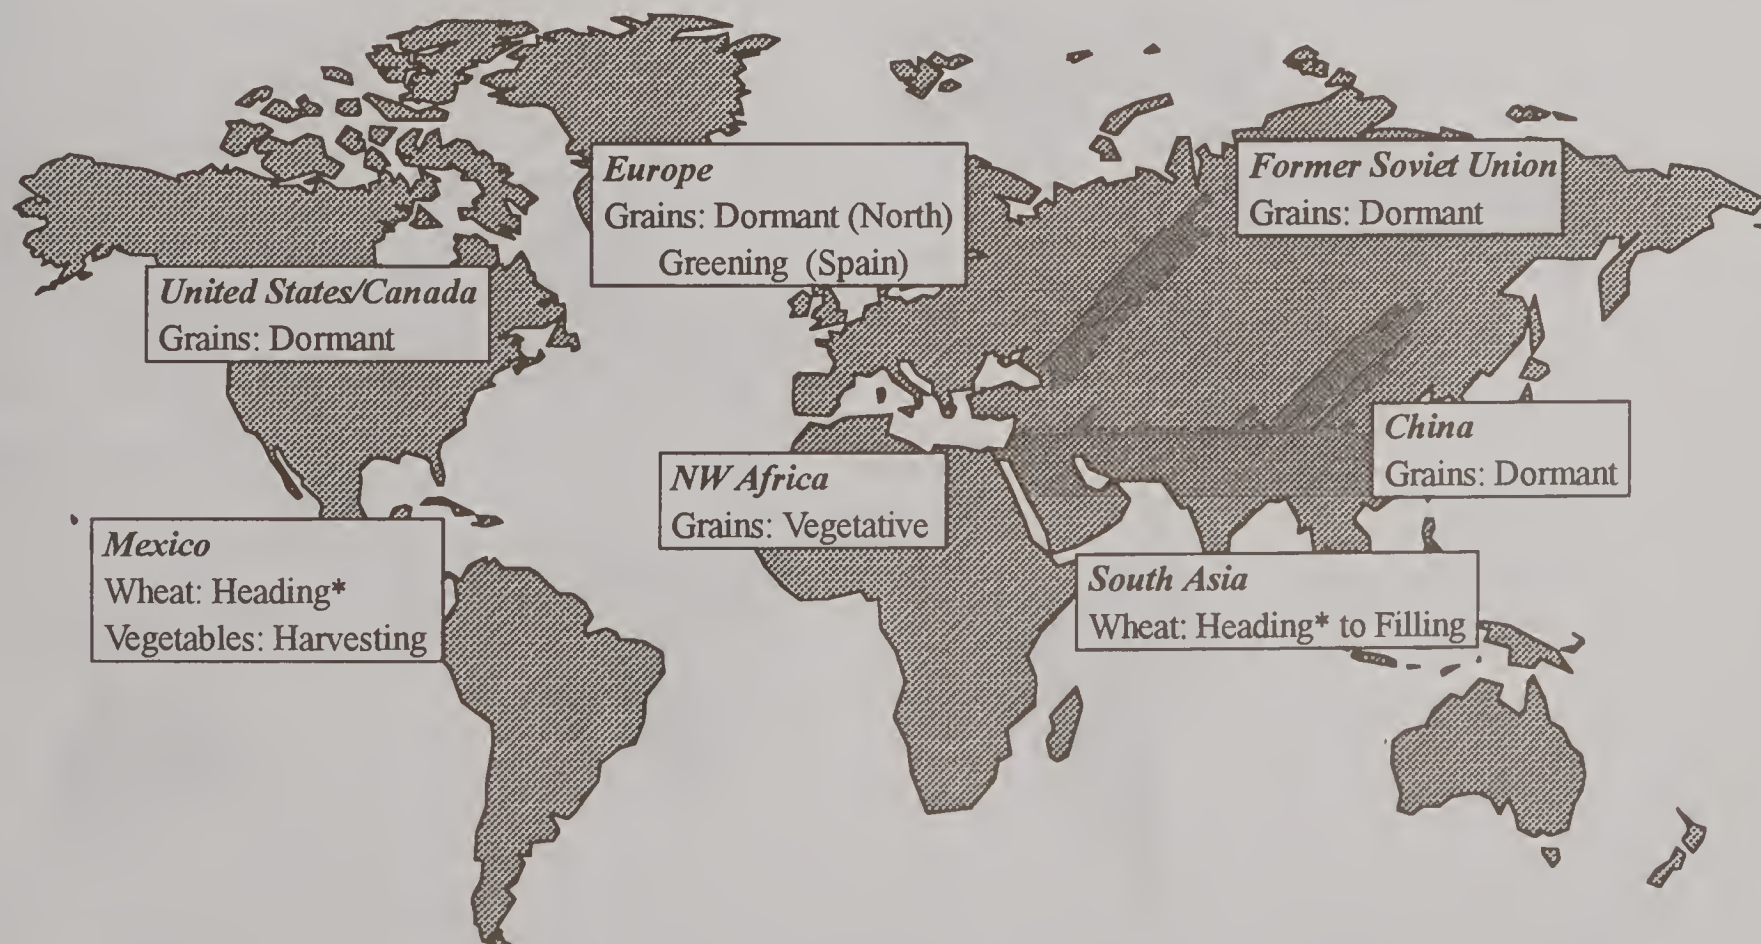 Europe
Grains: Dormant (North)
Greening (Spain)
Former Soviet Union
Grains: Dormant
United States/Canada
Grains: Dormant
China
Grains: Dormant
NW Africa
Grains: Vegetative
Mexico
Wheat: Heading*
Vegetables: Harvesting
South Asia
Wheat: Heading* to Filling